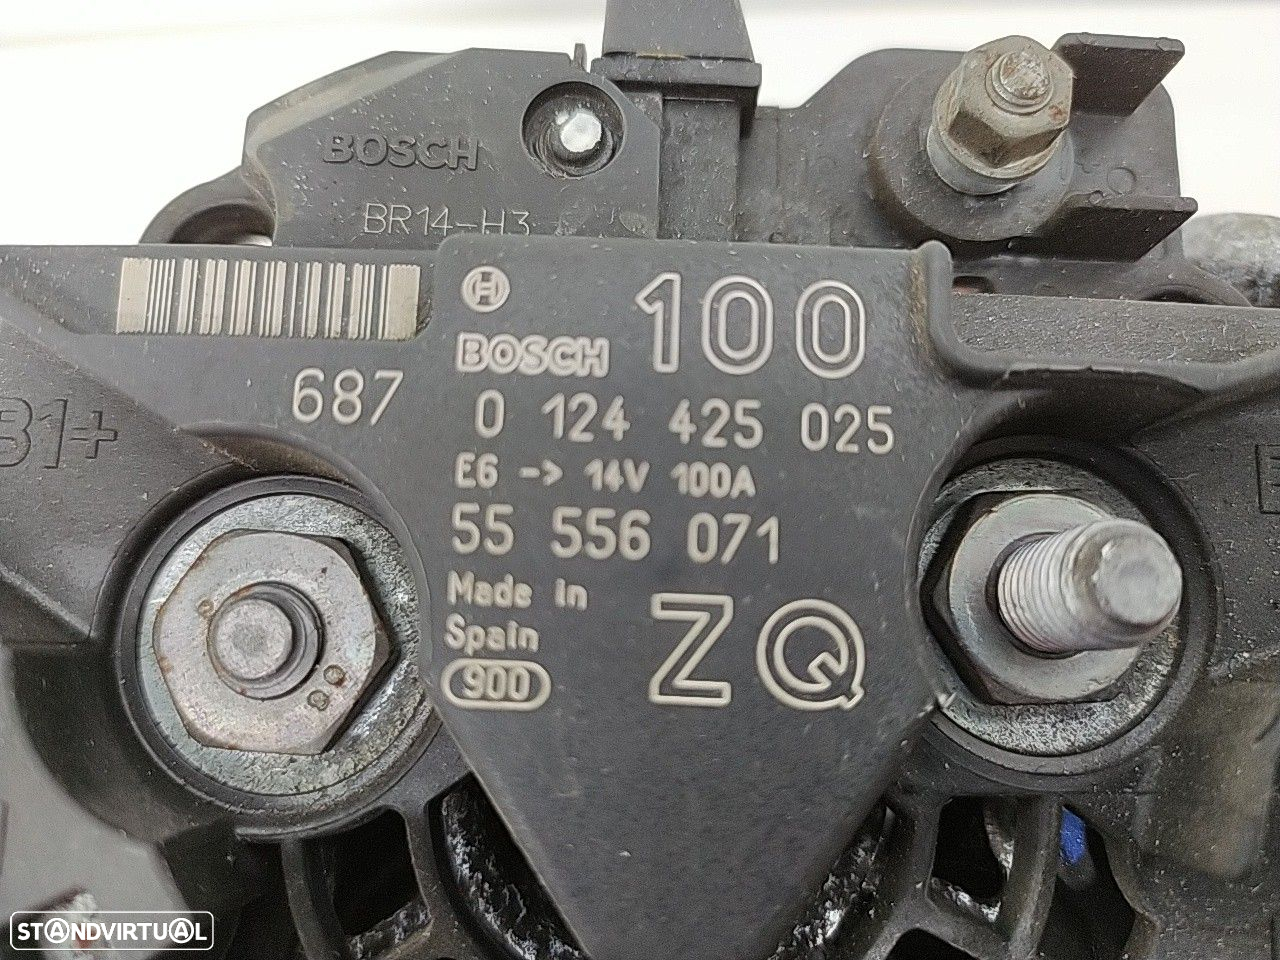 BOSCH
BR14-H3
BOSCH 100
687 0 124 425 025
B1+
E6 -> 14V 100A
55 556 071
Made in
Spain
ZQ
900
STANDVIRTUAL